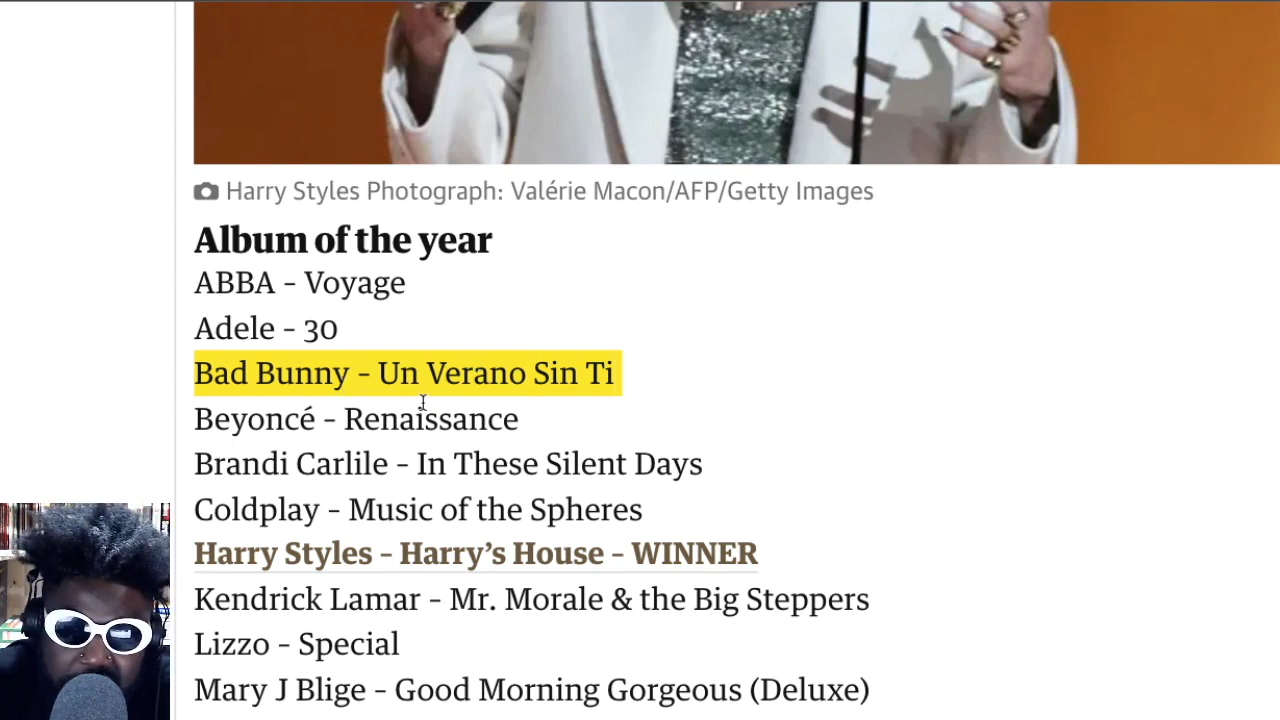 Harry Styles Photograph: Valérie Macon/AFP/Getty Images
Album of the year
ABBA – Voyage
Adele – 30
Bad Bunny – Un Verano Sin Ti
Beyoncé – Renaissance
Brandi Carlile – In These Silent Days
Coldplay – Music of the Spheres
Harry Styles – Harry’s House – WINNER
Kendrick Lamar – Mr. Morale & the Big Steppers
Lizzo – Special
Mary J Blige – Good Morning Gorgeous (Deluxe)